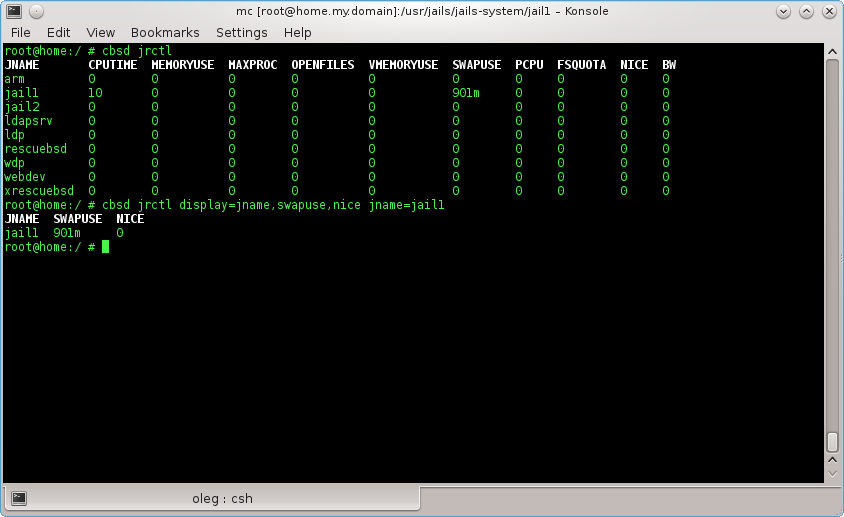 mc [root@home.my.domain]:/usr/jails/jails-system/jail1 – Konsole
File Edit View Bookmarks Settings Help
root@home:/ # cbsd jrctl
JNAME CPUTIME MEMORYUSE MAXPROC OPENFILES VMEMORYUSE SWAPUSE PCPU FSQUOTA NICE BW
arm 0 0 0 0 0 0 0 0 0 0
jail1 10 0 0 0 0 901m 0 0 0 0
jail2 0 0 0 0 0 0 0 0 0 0
ldapsrv 0 0 0 0 0 0 0 0 0 0
ldp 0 0 0 0 0 0 0 0 0 0
rescuebsd 0 0 0 0 0 0 0 0 0 0
wdp 0 0 0 0 0 0 0 0 0 0
webdev 0 0 0 0 0 0 0 0 0 0
xrescuebsd 0 0 0 0 0 0 0 0 0 0
root@home:/ # cbsd jrctl display=jname,swapuse,nice jname=jail1
JNAME SWAPUSE NICE
jail1 901m 0
root@home:/ #
oleg : csh